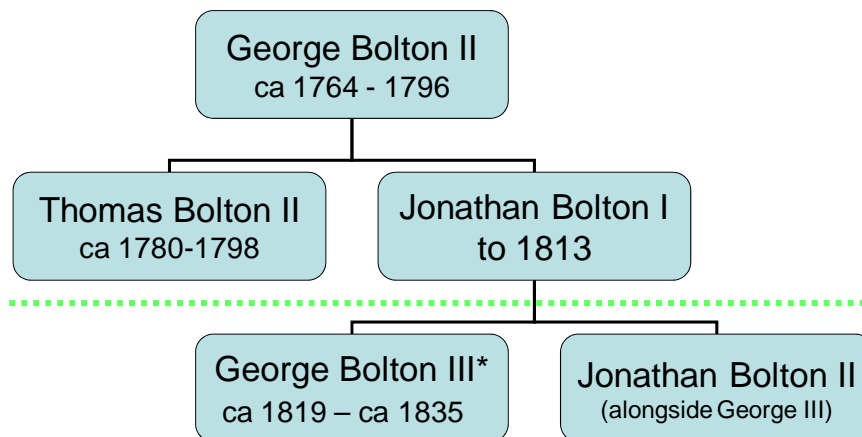 George Bolton II
ca 1764 - 1796
Thomas Bolton II
ca 1780-1798
Jonathan Bolton I
to 1813
George Bolton III*
ca 1819 – ca 1835
Jonathan Bolton II
(alongside George III)